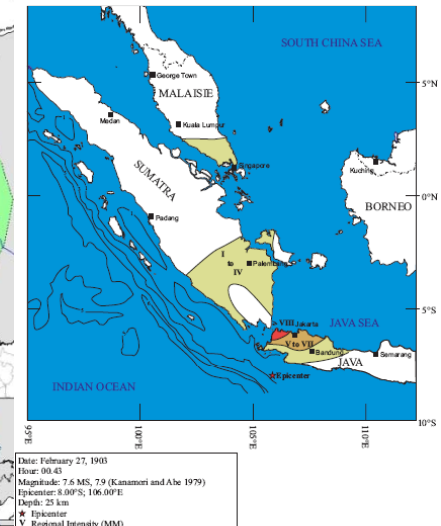 SOUTH CHINA SEA
George Town
5°N
MALAISIE
Medan
Kuala Lumpur
Singapore
Kuching
SUMATRA
0°N
BORNEO
Padang
I
to
IV
Palembang
5°S
> VIII
Jakarta
JAVA SEA
V to VII
Bandung
Semarang
JAVA
Epicenter
INDIAN OCEAN
10°S
95°E
100°E
105°E
110°E
Date: February 27, 1903
Hour: 00.43
Magnitude: 7.6 MS, 7.9 (Kanamori and Abe 1979)
Epicenter: 8.00°S; 106.00°E
Depth: 25 km
★ Epicenter
V Regional Intensity (MM)